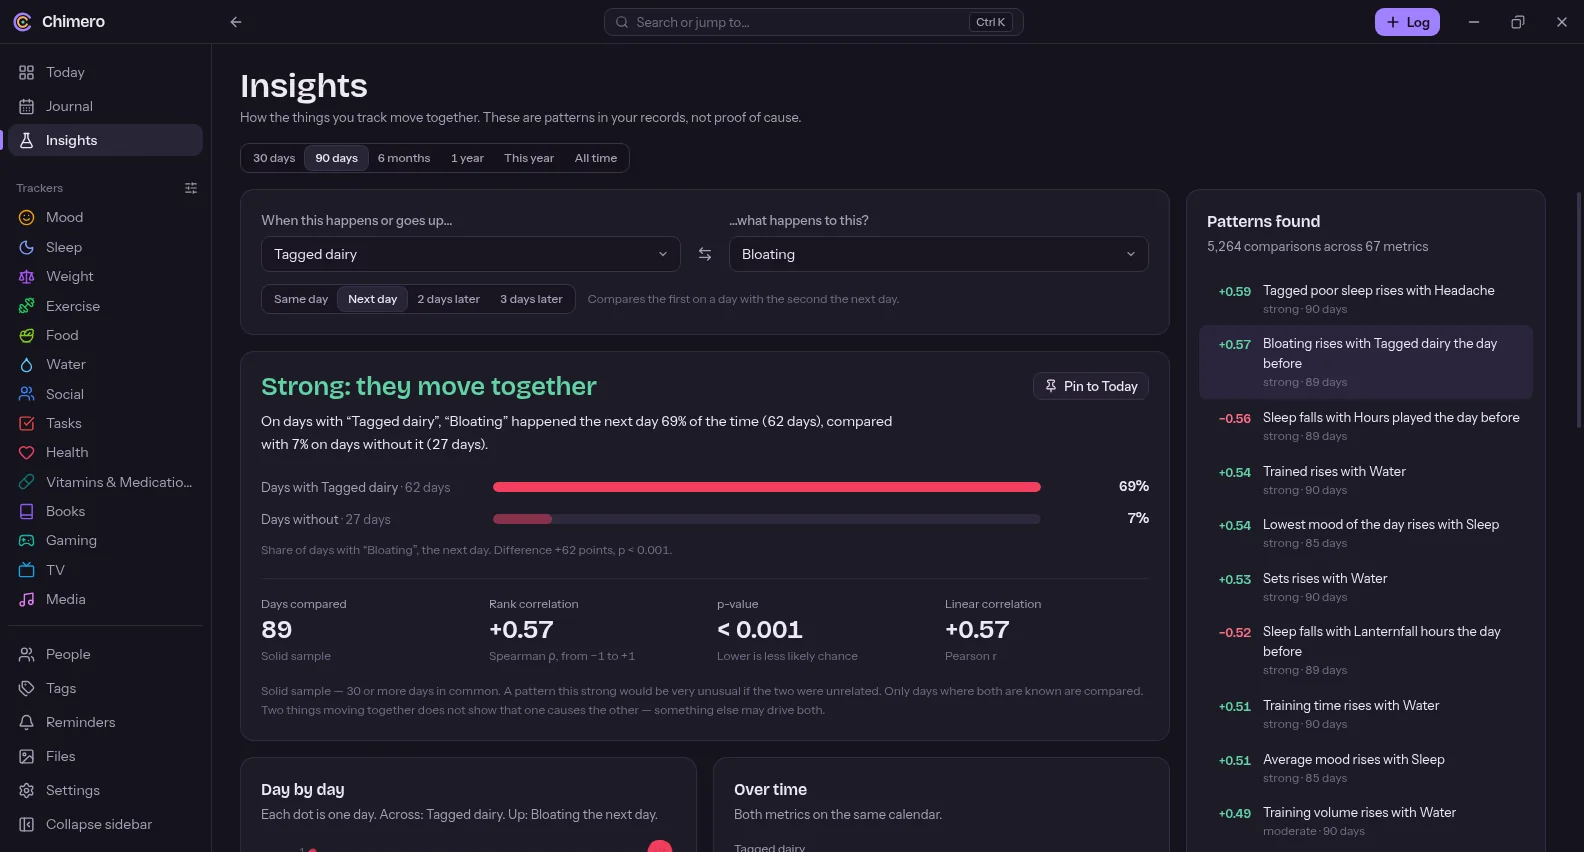 Chimero
Search or jump to...
Ctrl K
Log
Today
Journal
Insights
Trackers
Mood
Sleep
Weight
Exercise
Food
Water
Social
Tasks
Health
Vitamins & Medicatio...
Books
Gaming
TV
Media
People
Tags
Reminders
Files
Settings
Collapse sidebar
Insights
How the things you track move together. These are patterns in your records, not proof of cause.
30 days 90 days 6 months 1 year This year All time
When this happens or goes up...
Tagged dairy
...what happens to this?
Bloating
Same day Next day 2 days later 3 days later
Compares the first on a day with the second the next day.
Strong: they move together
Pin to Today
On days with “Tagged dairy”, “Bloating” happened the next day 69% of the time (62 days), compared
with 7% on days without it (27 days).
Days with Tagged dairy · 62 days 69%
Days without · 27 days 7%
Share of days with “Bloating”, the next day. Difference +62 points, p < 0.001.
Days compared
89
Solid sample
Rank correlation
+0.57
Spearman ρ, from −1 to +1
p-value
< 0.001
Lower is less likely chance
Linear correlation
+0.57
Pearson r
Solid sample — 30 or more days in common. A pattern this strong would be very unusual if the two were unrelated. Only days where both are known are compared.
Two things moving together does not show that one causes the other — something else may drive both.
Day by day
Each dot is one day. Across: Tagged dairy. Up: Bloating the next day.
1
Over time
Both metrics on the same calendar.
Tagged dairy
Patterns found
5,264 comparisons across 67 metrics
+0.59 Tagged poor sleep rises with Headache
strong · 90 days
+0.57 Bloating rises with Tagged dairy the day
before
strong · 89 days
−0.56 Sleep falls with Hours played the day before
strong · 89 days
+0.54 Trained rises with Water
strong · 90 days
+0.54 Lowest mood of the day rises with Sleep
strong · 85 days
+0.53 Sets rises with Water
strong · 90 days
−0.52 Sleep falls with Lanternfall hours the day
before
strong · 89 days
+0.51 Training time rises with Water
strong · 90 days
+0.51 Average mood rises with Sleep
strong · 85 days
+0.49 Training volume rises with Water
moderate · 90 days